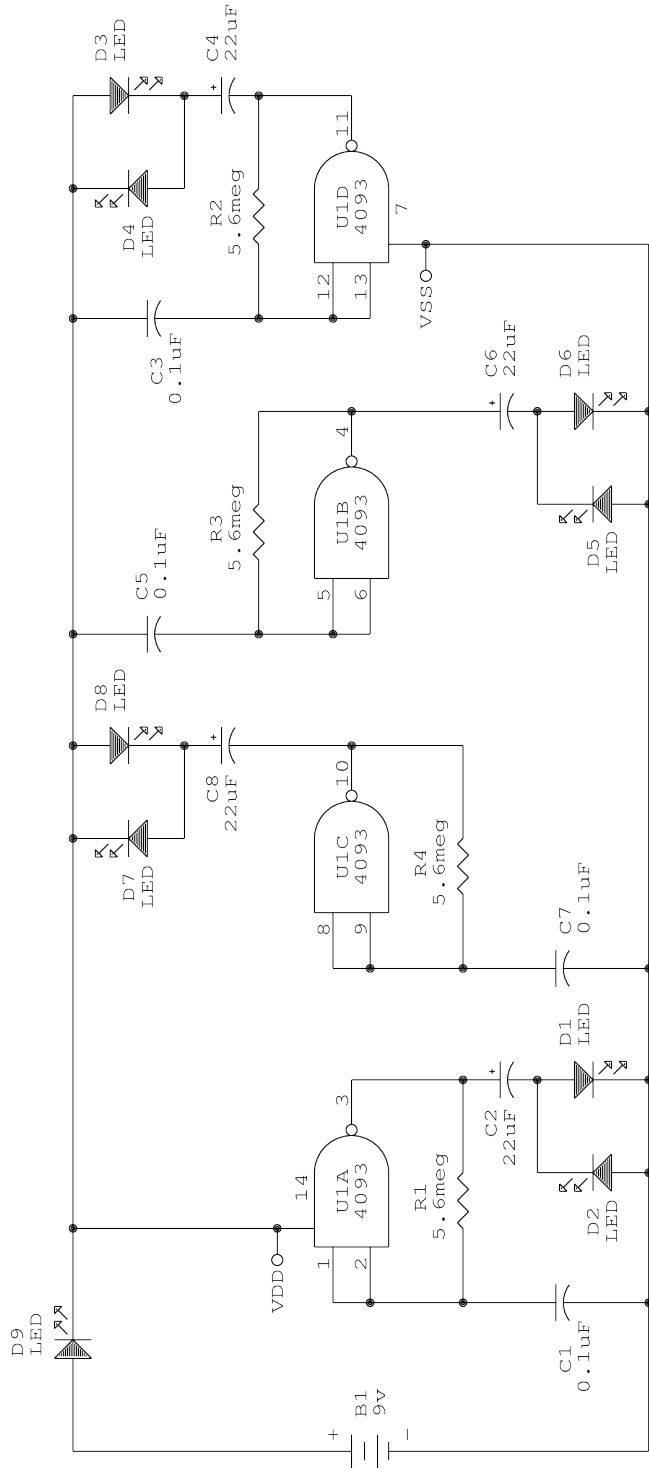 D9
LED
+
B1
9v
–
VDD
14
1
2
U1A
4093
3
R1
5.6meg
C1
0.1uF
C2
22uF
+
D2
LED
D1
LED
D7
LED
D8
LED
C8
22uF
+
8
9
U1C
4093
10
R4
5.6meg
C7
0.1uF
C5
0.1uF
R3
5.6meg
5
6
U1B
4093
4
C6
22uF
+
D5
LED
D6
LED
C3
0.1uF
D4
LED
D3
LED
C4
22uF
+
R2
5.6meg
12
13
U1D
4093
11
7
VSS